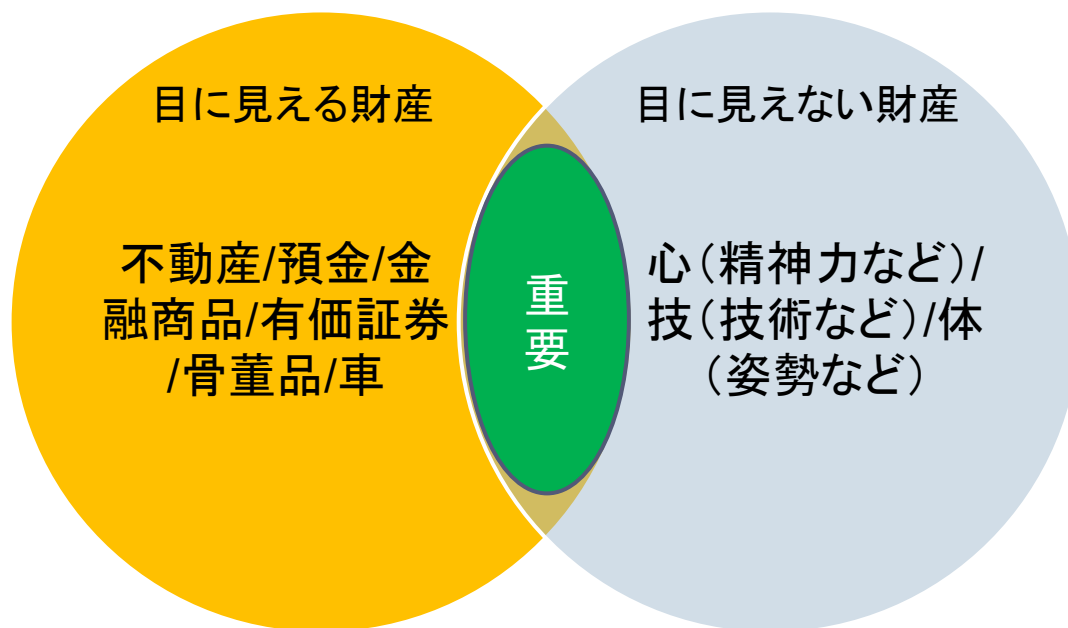 目に見える財産
目に見えない財産
不動産/預金/金
融商品/有価証券
/骨董品/車
重
要
心(精神力など)/
技(技術など)/体
(姿勢など)